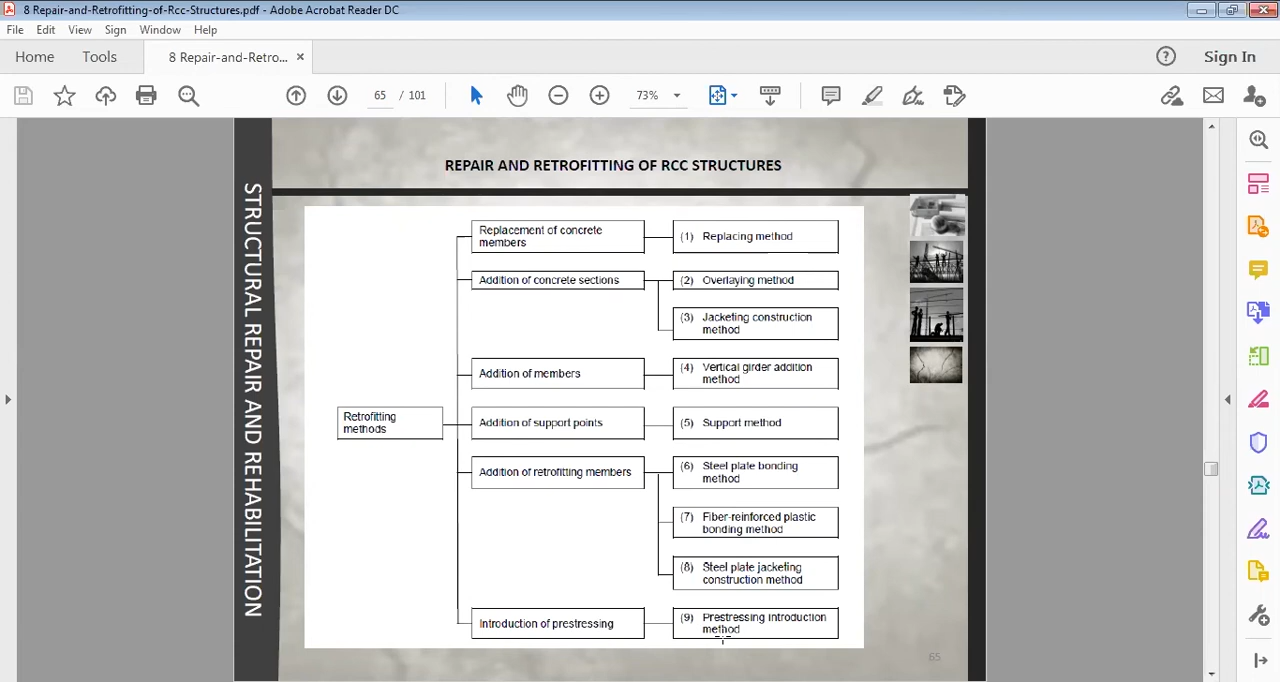 8 Repair-and-Retrofitting-of-Rcc-Structures.pdf - Adobe Acrobat Reader DC
File Edit View Sign Window Help
Home Tools 8 Repair-and-Retro... × Sign In
65 / 101 73%
STRUCTURAL REPAIR AND REHABILITATION
REPAIR AND RETROFITTING OF RCC STRUCTURES
Retrofitting
methods
Replacement of concrete
members
(1) Replacing method
Addition of concrete sections
(2) Overlaying method
(3) Jacketing construction
method
Addition of members
(4) Vertical girder addition
method
Addition of support points
(5) Support method
Addition of retrofitting members
(6) Steel plate bonding
method
(7) Fiber-reinforced plastic
bonding method
(8) Steel plate jacketing
construction method
Introduction of prestressing
(9) Prestressing introduction
method
65